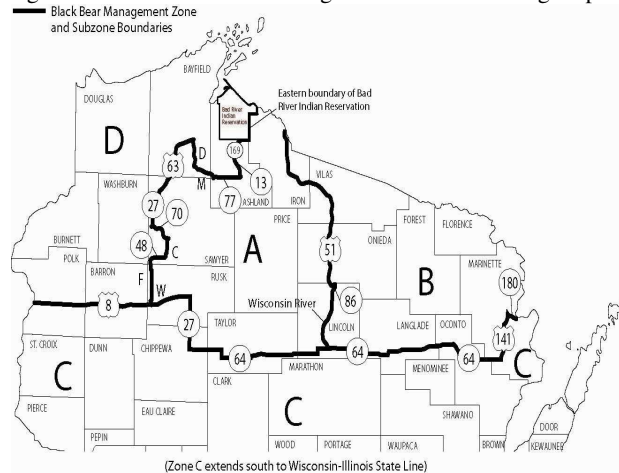 Black Bear Management Zone
and Subzone Boundaries
BAYFIELD
DOUGLAS
Eastern boundary of Bad
River Indian Reservation
Bad River
Indian
Reservation
D
D
169
63
M
13
VILAS
WASHBURN
77
ASHLAND
IRON
27
70
PRICE
FOREST
FLORENCE
BURNETT
48
C
SAWYER
A
51
ONIEDA
MARINETTE
POLK
BARRON
F
RUSK
B
180
W
Wisconsin River
86
8
27
TAYLOR
LINCOLN
LANGLADE
OCONTO
141
ST. CROIX
DUNN
CHIPPEWA
64
64
64
C
MARATHON
MENOMINEE
C
CLARK
C
PIERCE
EAU CLAIRE
SHAWANO
DOOR
PEPIN
WOOD
PORTAGE
WAUPACA
BROWN
KEWAUNEE
(Zone C extends south to Wisconsin-Illinois State Line)